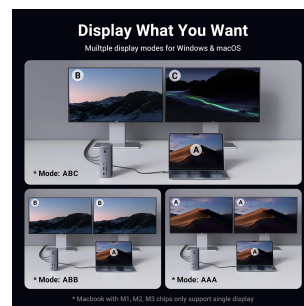 Display What You Want
Muiltple display modes for Windows & macOS
B
C
A
* Mode: ABC
B
B
A
* Mode: ABB
A
A
A
* Mode: AAA
* Macbook with M1, M2, M3 chips only support single display